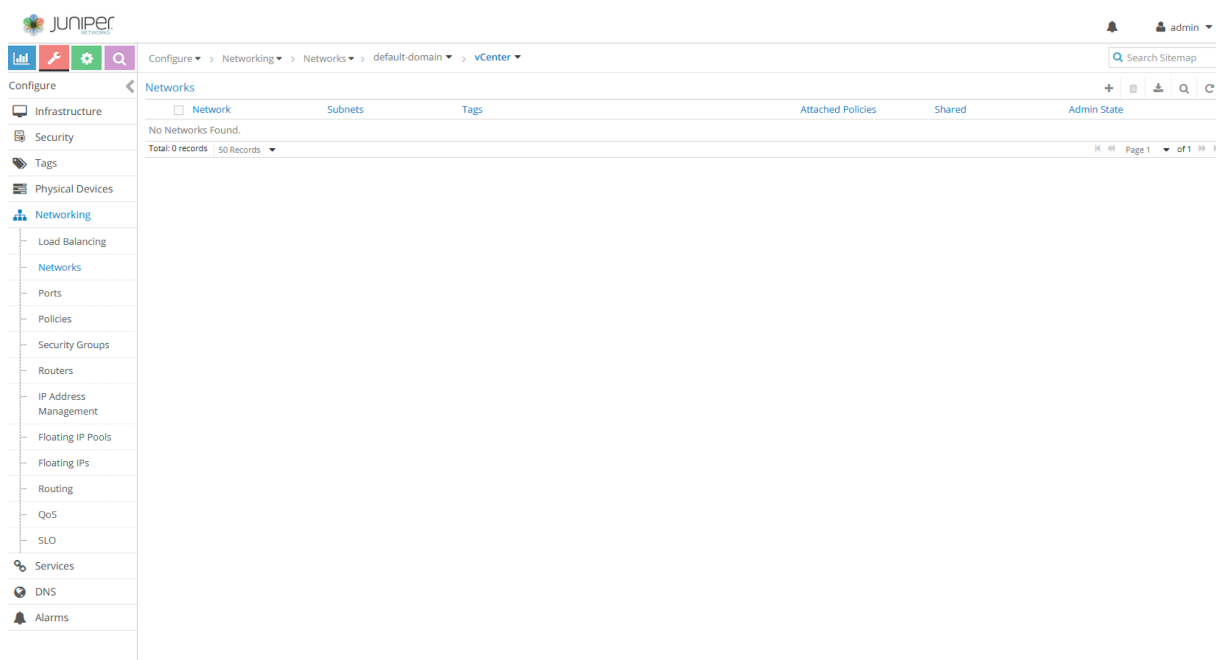 JUNIPER
NETWORKS
admin
Configure > Networking > Networks > default-domain > vCenter
Search Sitemap
Configure
Networks
Infrastructure
Network Subnets Tags Attached Policies Shared Admin State
Security
No Networks Found.
Total: 0 records 50 Records Page 1 of 1
Tags
Physical Devices
Networking
Load Balancing
Networks
Ports
Policies
Security Groups
Routers
IP Address
Management
Floating IP Pools
Floating IPs
Routing
QoS
SLO
Services
DNS
Alarms